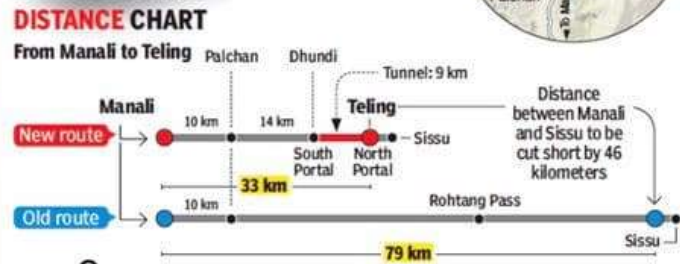 DISTANCE CHART
From Manali to Teling
Palchan
Dhundi
Tunnel: 9 km
Manali
Teling
Distance
between Manali
and Sissu to be
cut short by 46
kilometers
10 km
14 km
New route
Sissu
South
Portal
North
Portal
33 km
10 km
Rohtang Pass
Old route
Sissu
79 km